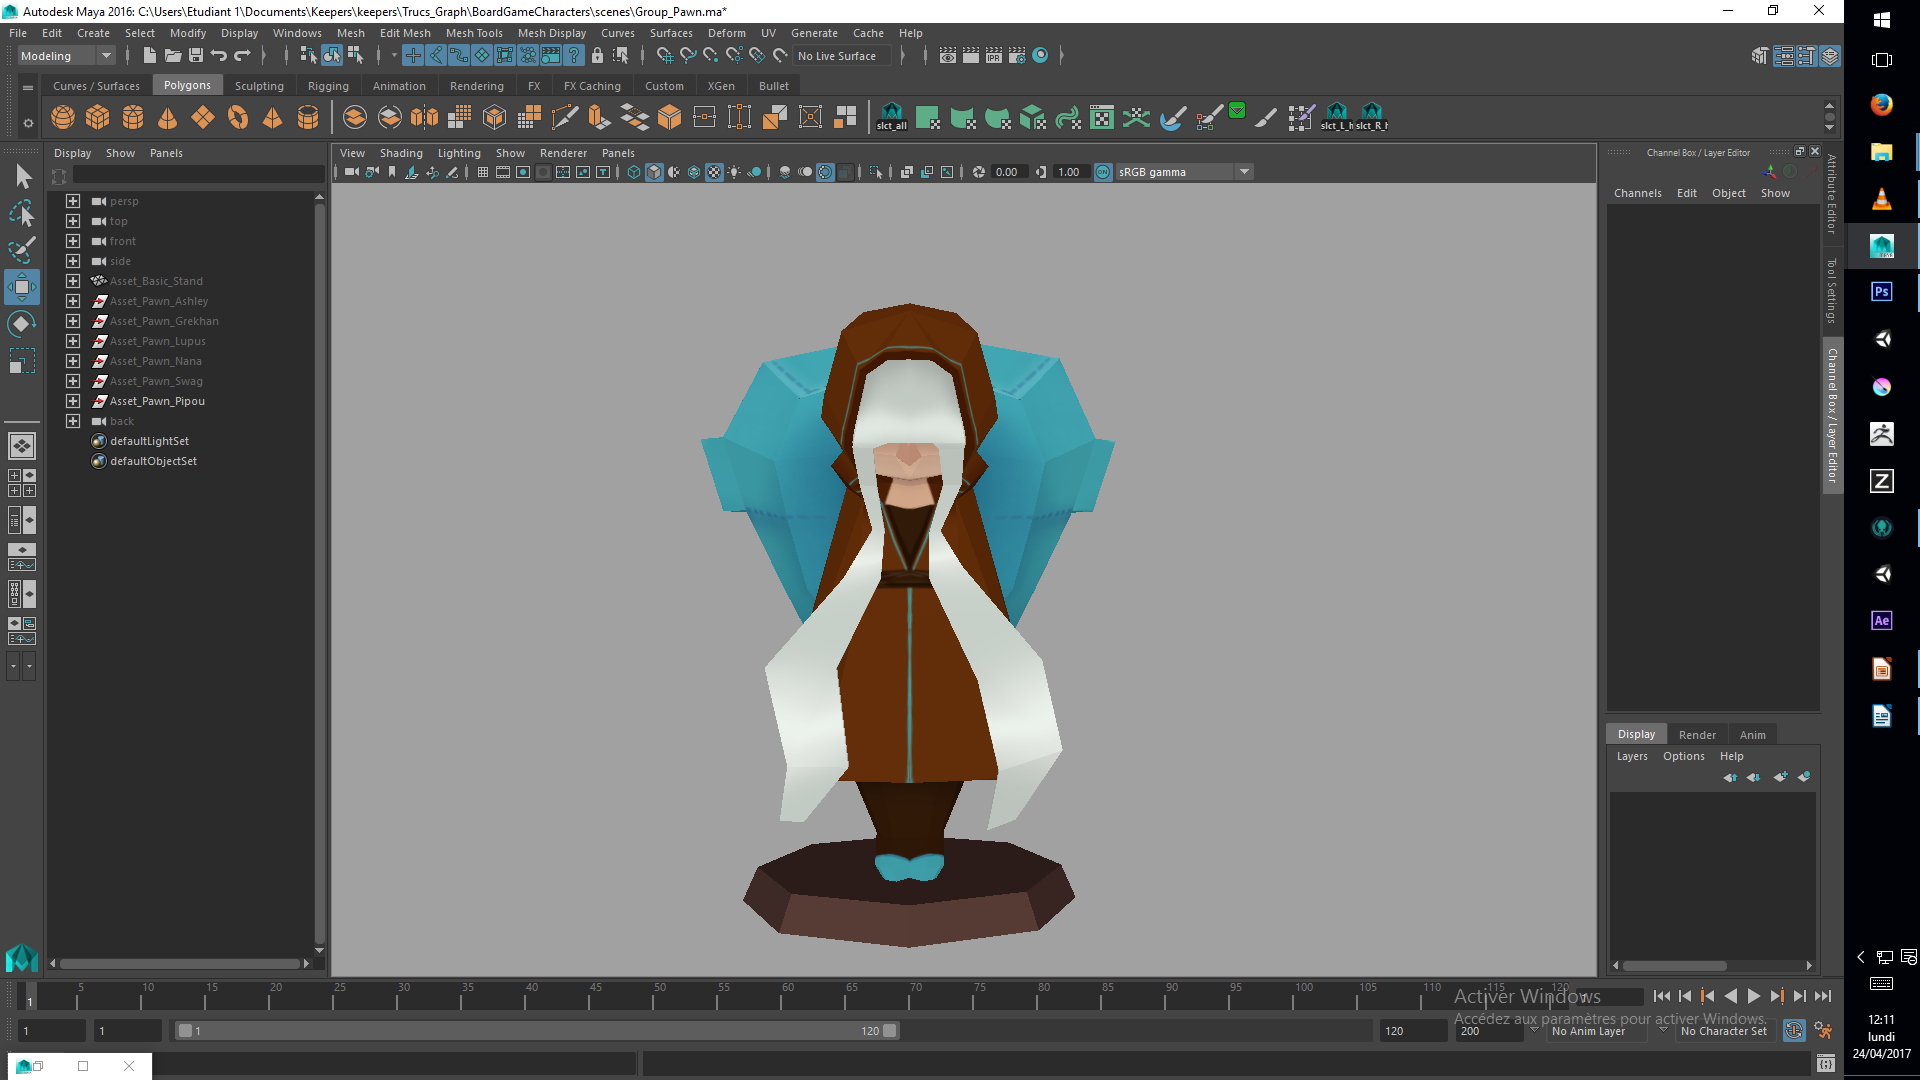 Autodesk Maya 2016: C:\Users\Etudiant 1\Documents\Keepers\keepers\Trucs_Graph\BoardGameCharacters\scenes\Group_Pawn.ma*
File Edit Create Select Modify Display Windows Mesh Edit Mesh Mesh Tools Mesh Display Curves Surfaces Deform UV Generate Cache Help
Modeling No Live Surface
Curves / Surfaces Polygons Sculpting Rigging Animation Rendering FX FX Caching Custom XGen Bullet
slct_all slct_L_h slct_R_h
Display Show Panels
View Shading Lighting Show Renderer Panels
0.00 1.00 ON sRGB gamma
persp
top
front
side
Asset_Basic_Stand
Asset_Pawn_Ashley
Asset_Pawn_Grekhan
Asset_Pawn_Lupus
Asset_Pawn_Nana
Asset_Pawn_Swag
Asset_Pawn_Pipou
back
defaultLightSet
defaultObjectSet
Channel Box / Layer Editor
Channels Edit Object Show
Attribute Editor
Tool Settings
Channel Box / Layer Editor
Display Render Anim
Layers Options Help
Ps
Z
Ae
1 5 10 15 20 25 30 35 40 45 50 55 60 65 70 75 80 85 90 95 100 105 110 115 120
Activer Windows
Accédez aux paramètres pour activer Windows.
1 1 1 120 120 200 No Anim Layer No Character Set
12:11
lundi
24/04/2017